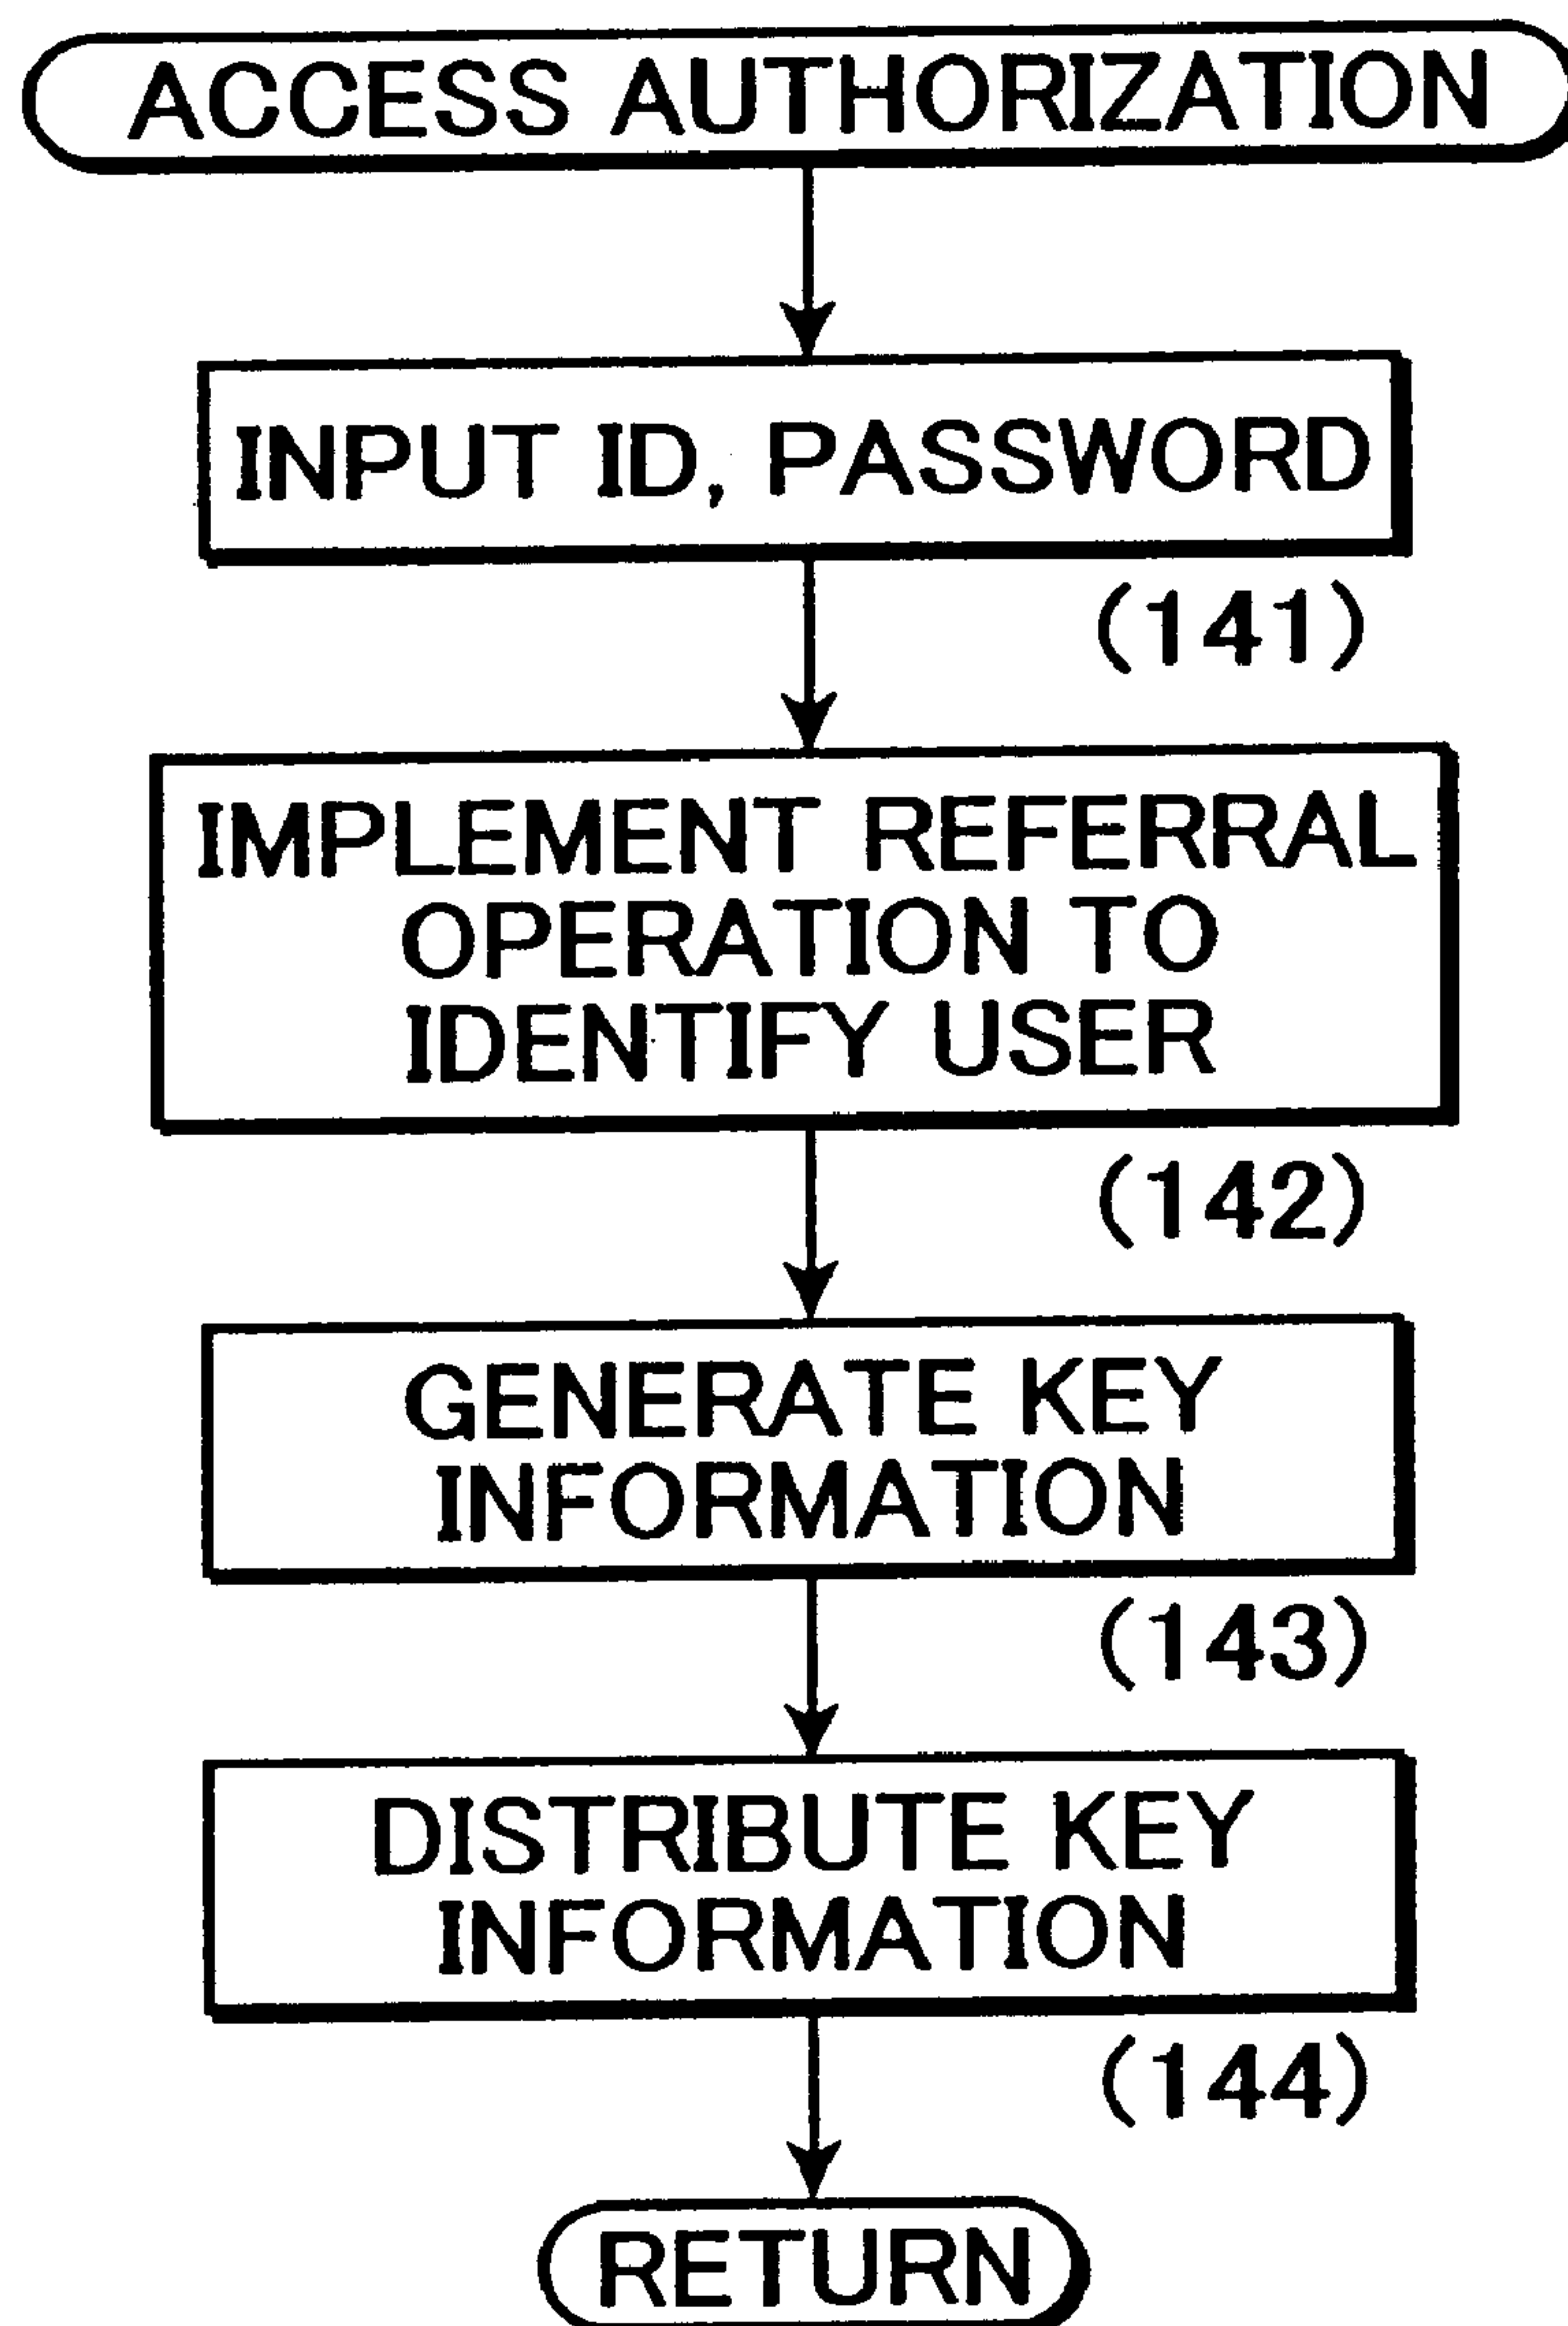 ACCESS AUTHORIZATION
INPUT ID, PASSWORD
(141)
IMPLEMENT REFERRAL
OPERATION TO
IDENTIFY USER
(142)
GENERATE KEY
INFORMATION
(143)
DISTRIBUTE KEY
INFORMATION
(144)
RETURN